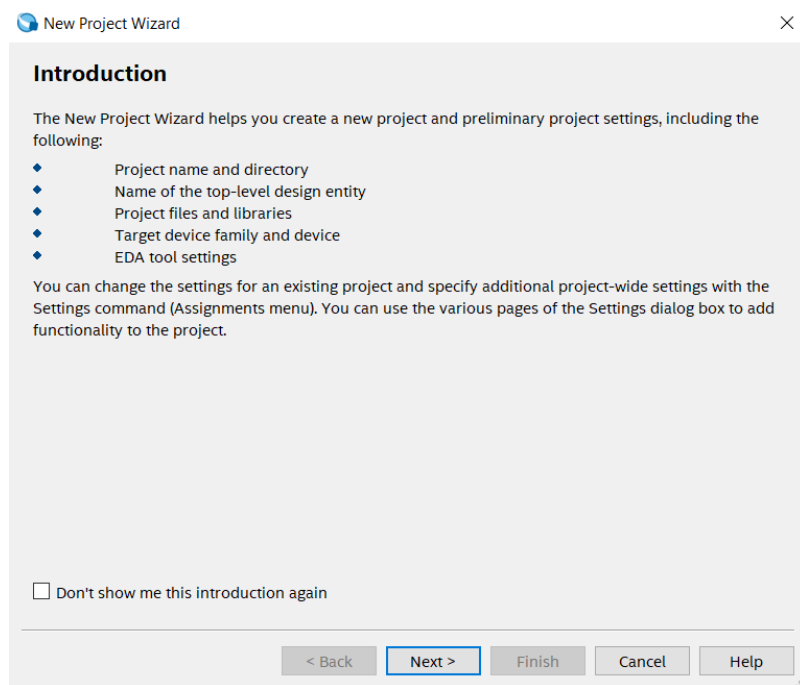 New Project Wizard
Introduction
The New Project Wizard helps you create a new project and preliminary project settings, including the
following:
Project name and directory
Name of the top-level design entity
Project files and libraries
Target device family and device
EDA tool settings
You can change the settings for an existing project and specify additional project-wide settings with the
Settings command (Assignments menu). You can use the various pages of the Settings dialog box to add
functionality to the project.
Don't show me this introduction again
< Back Next > Finish Cancel Help